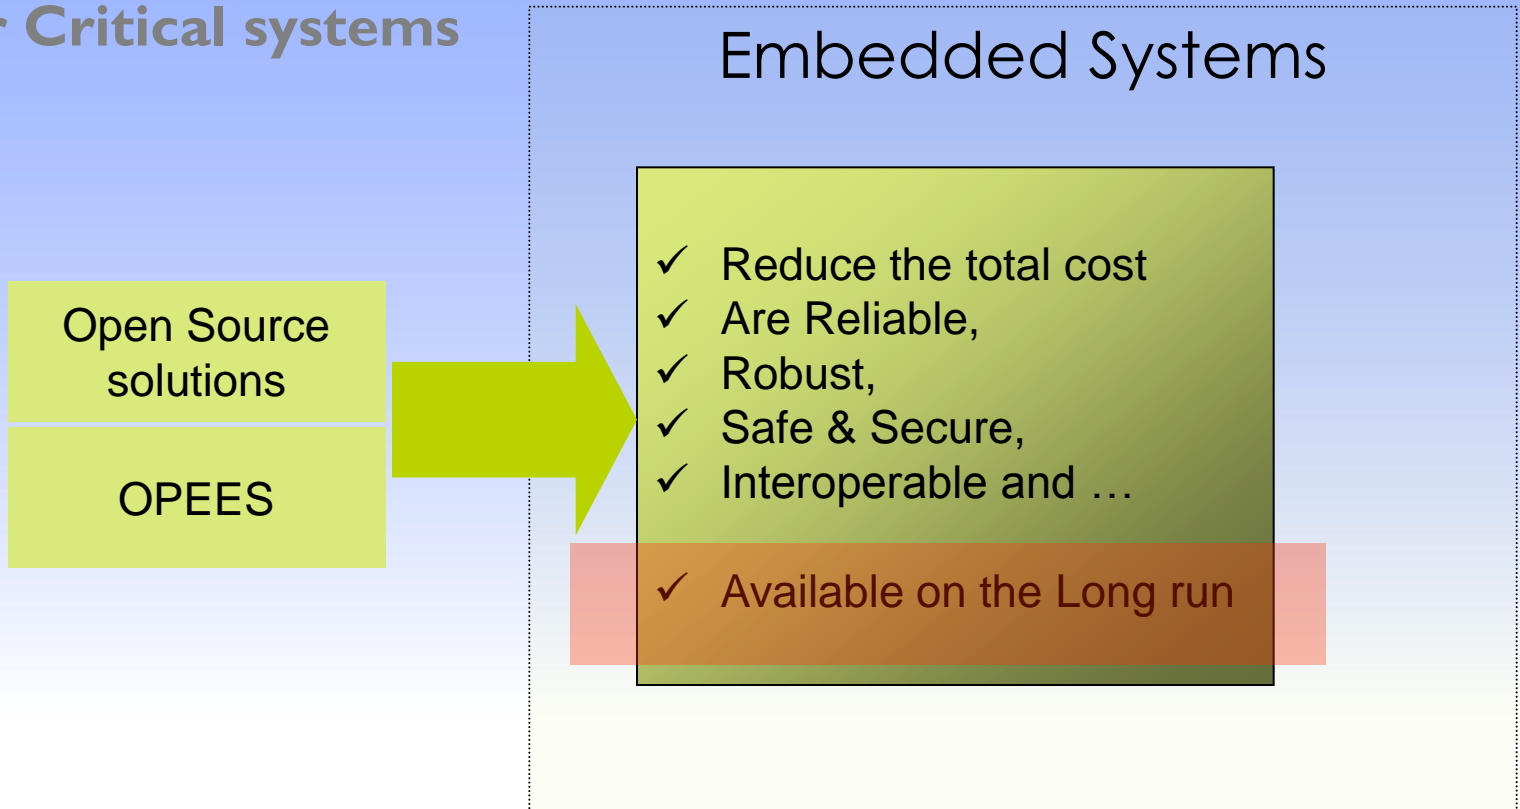 r Critical systems
Embedded Systems
Open Source
solutions
OPEES
✓ Reduce the total cost
✓ Are Reliable,
✓ Robust,
✓ Safe & Secure,
✓ Interoperable and …
✓ Available on the Long run